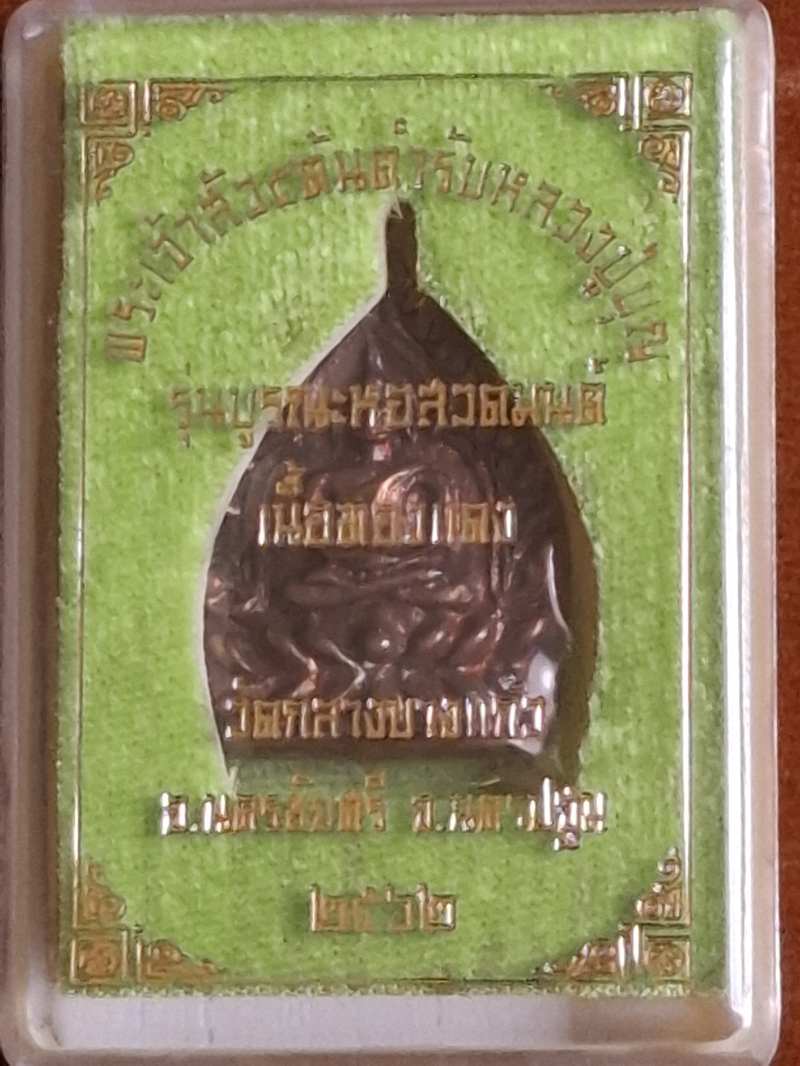 พระเจ้าสัวต้นตำรับหลวงปู่บุญ
รุ่นบูรณะหอสวดมนต์
เนื้อทองแดง
วัดกลางบางแก้ว
อ.นครชัยศรี จ.นครปฐม
๒๕๖๒